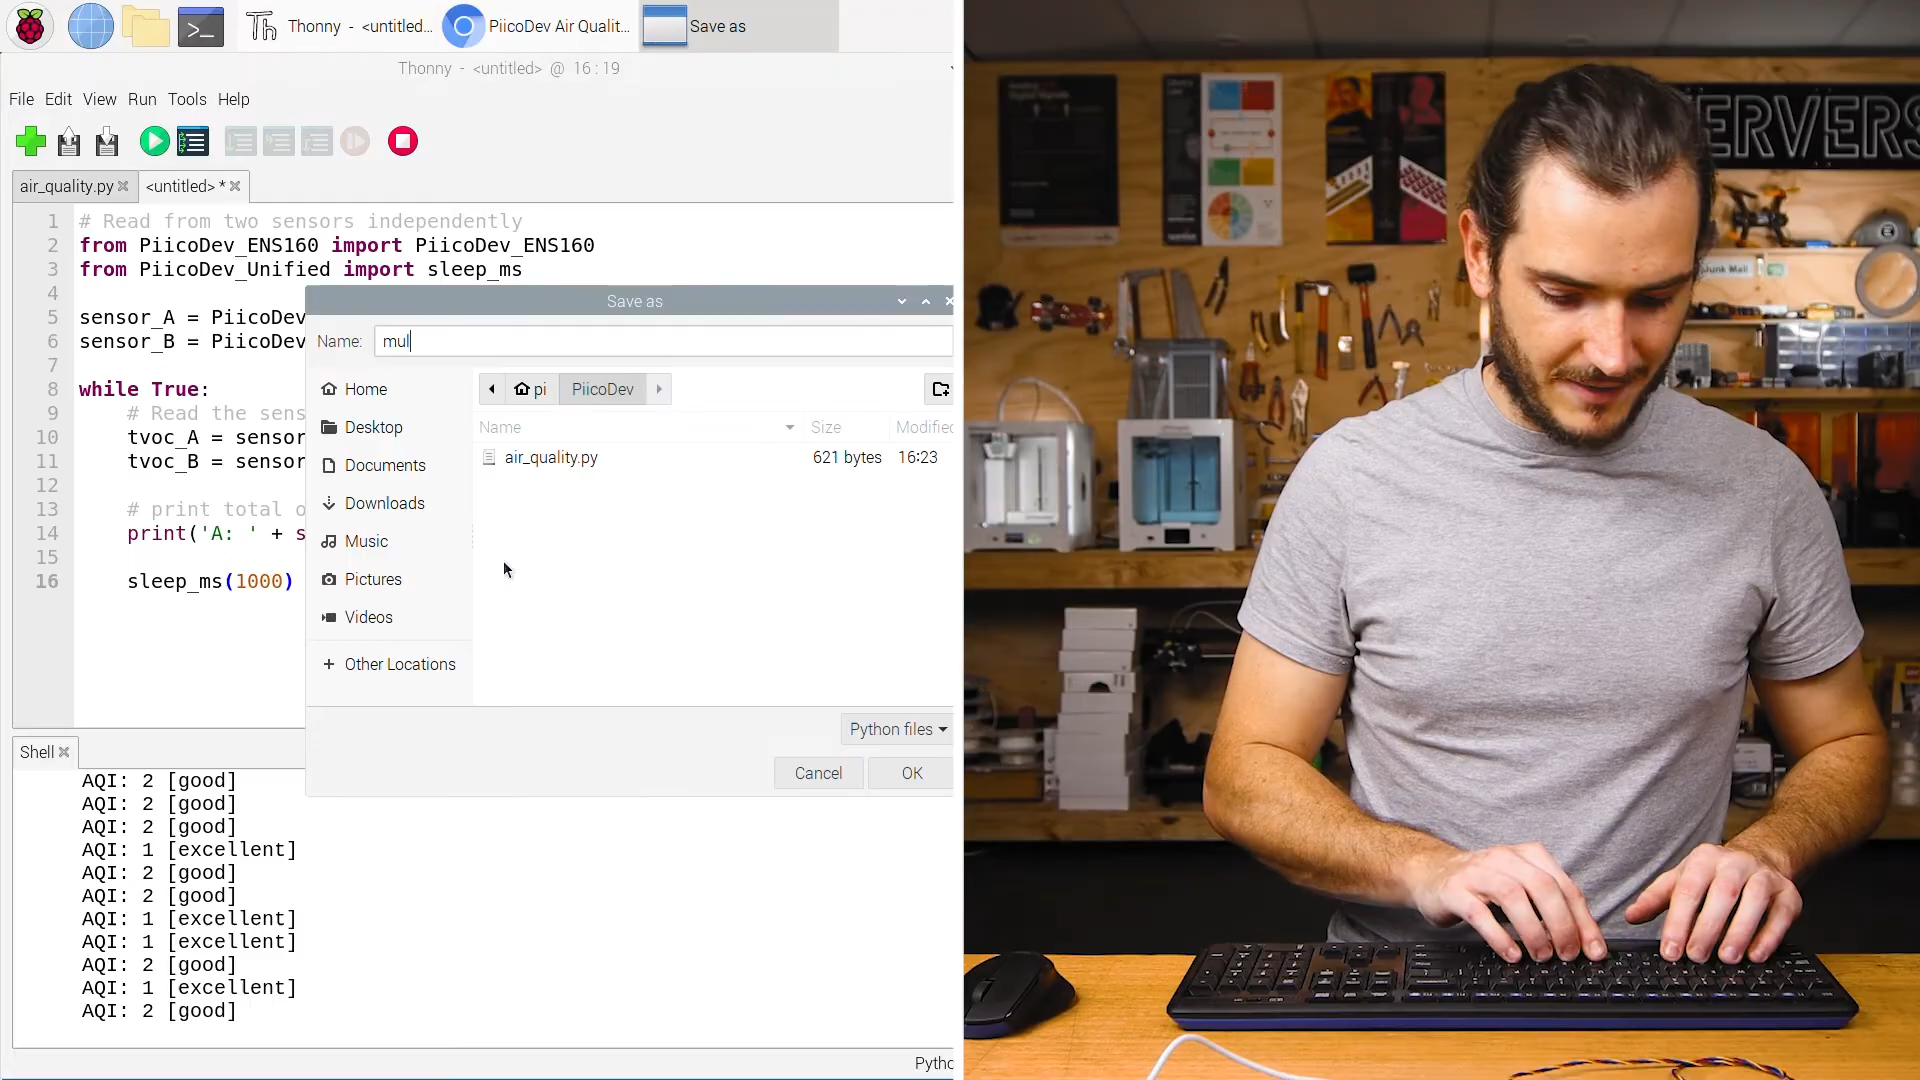 Thonny - <untitled...
PiicoDev Air Qualit...
Save as
Thonny - <untitled> @ 16:19
File Edit View Run Tools Help
air_quality.py
<untitled> *
1 # Read from two sensors independently
2 from PiicoDev_ENS160 import PiicoDev_ENS160
3 from PiicoDev_Unified import sleep_ms
4
5 sensor_A = PiicoDev
6 sensor_B = PiicoDev
7
8 while True:
9 # Read the sens
10 tvoc_A = sensor
11 tvoc_B = sensor
12
13 # print total o
14 print('A: ' + s
15
16 sleep_ms(1000)
Save as
Name: mul
Home
Desktop
Documents
Downloads
Music
Pictures
Videos
Other Locations
pi PiicoDev
Name Size Modified
air_quality.py 621 bytes 16:23
Python files
Cancel OK
Shell
AQI: 2 [good]
AQI: 2 [good]
AQI: 2 [good]
AQI: 1 [excellent]
AQI: 2 [good]
AQI: 2 [good]
AQI: 1 [excellent]
AQI: 1 [excellent]
AQI: 2 [good]
AQI: 1 [excellent]
AQI: 2 [good]
Pytho
ERVERS
Junk Mail